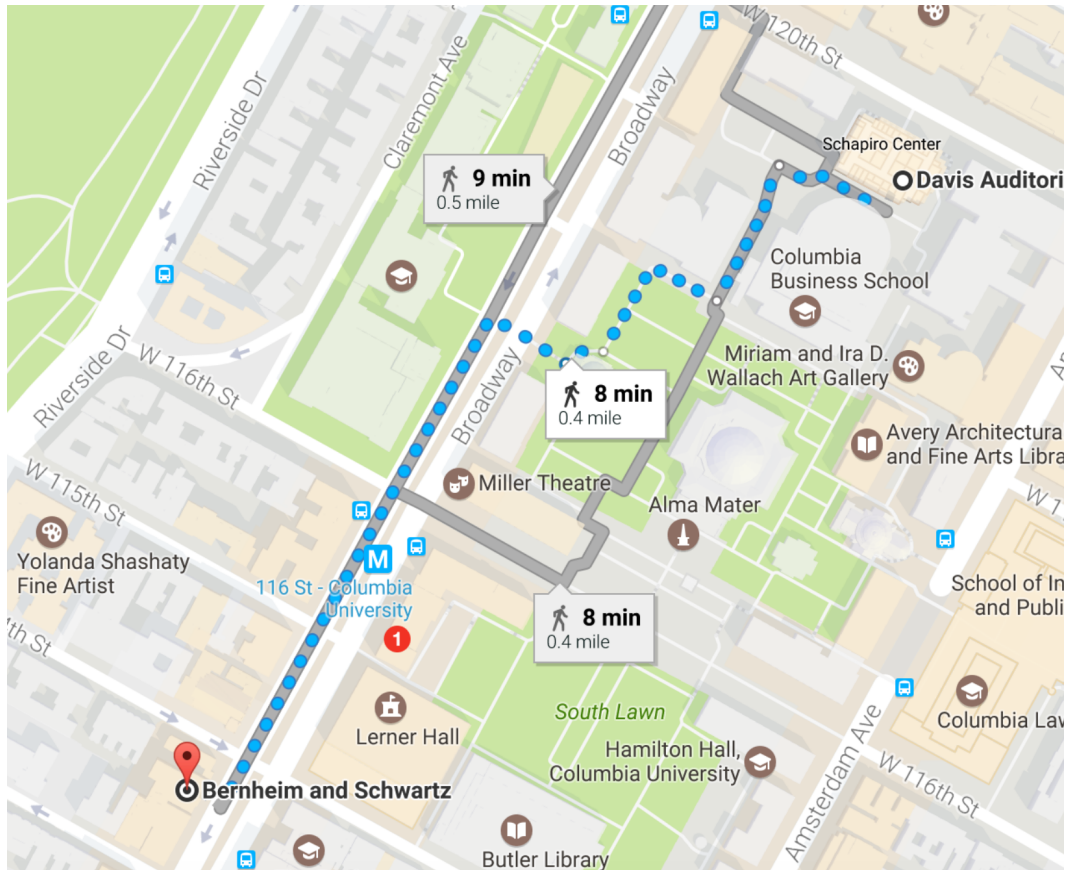 W 120th St
Riverside Dr
Claremont Ave
Broadway
Schapiro Center
Davis Auditori
9 min
0.5 mile
Columbia
Business School
Riverside Dr
W 116th St
Broadway
Miriam and Ira D.
Wallach Art Gallery
8 min
0.4 mile
Avery Architectura
and Fine Arts Libra
W 115th St
Miller Theatre
Alma Mater
Yolanda Shashaty
Fine Artist
M
116 St - Columbia
University
School of In
and Publi
8 min
0.4 mile
1
4th St
South Lawn
Lerner Hall
Columbia Law
Hamilton Hall,
Columbia University
Amsterdam Ave
W 116th St
Bernheim and Schwartz
Butler Library